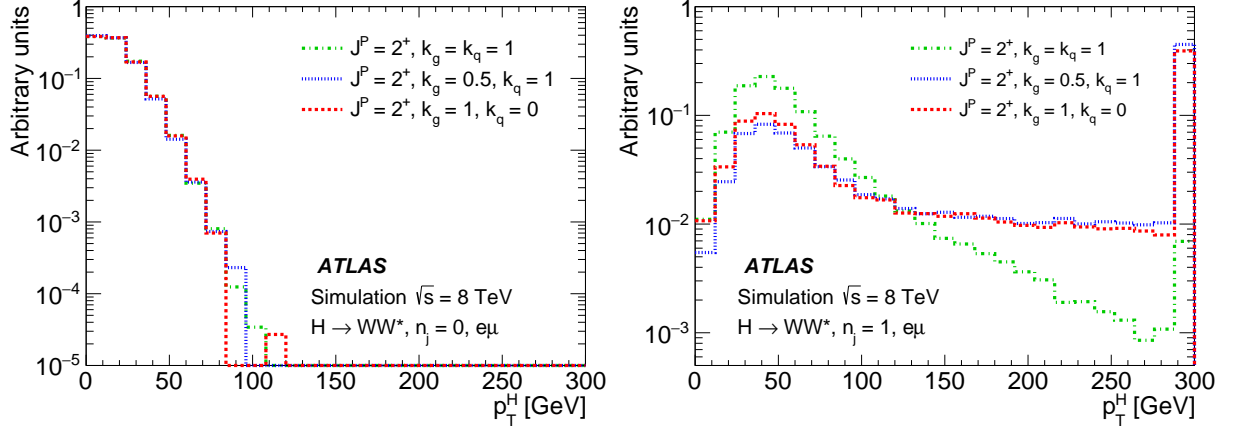 Arbitrary units
1
10⁻¹
10⁻²
10⁻³
10⁻⁴
10⁻⁵
J^P = 2⁺, k_g = k_q = 1
J^P = 2⁺, k_g = 0.5, k_q = 1
J^P = 2⁺, k_g = 1, k_q = 0
ATLAS
Simulation √s = 8 TeV
H → WW*, n_j = 0, eμ
0 50 100 150 200 250 300
p_T^H [GeV]
Arbitrary units
1
10⁻¹
10⁻²
10⁻³
J^P = 2⁺, k_g = k_q = 1
J^P = 2⁺, k_g = 0.5, k_q = 1
J^P = 2⁺, k_g = 1, k_q = 0
ATLAS
Simulation √s = 8 TeV
H → WW*, n_j = 1, eμ
0 50 100 150 200 250 300
p_T^H [GeV]